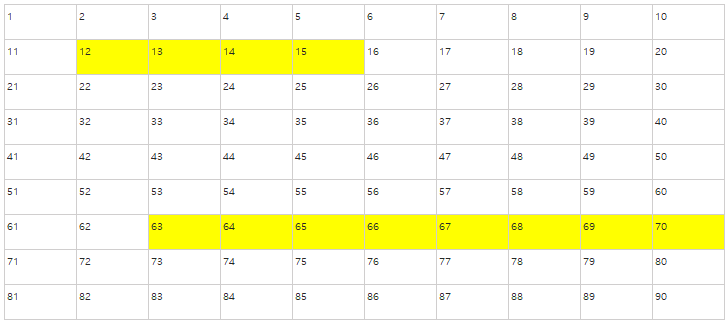 1 2 3 4 5 6 7 8 9 10
11 12 13 14 15 16 17 18 19 20
21 22 23 24 25 26 27 28 29 30
31 32 33 34 35 36 37 38 39 40
41 42 43 44 45 46 47 48 49 50
51 52 53 54 55 56 57 58 59 60
61 62 63 64 65 66 67 68 69 70
71 72 73 74 75 76 77 78 79 80
81 82 83 84 85 86 87 88 89 90